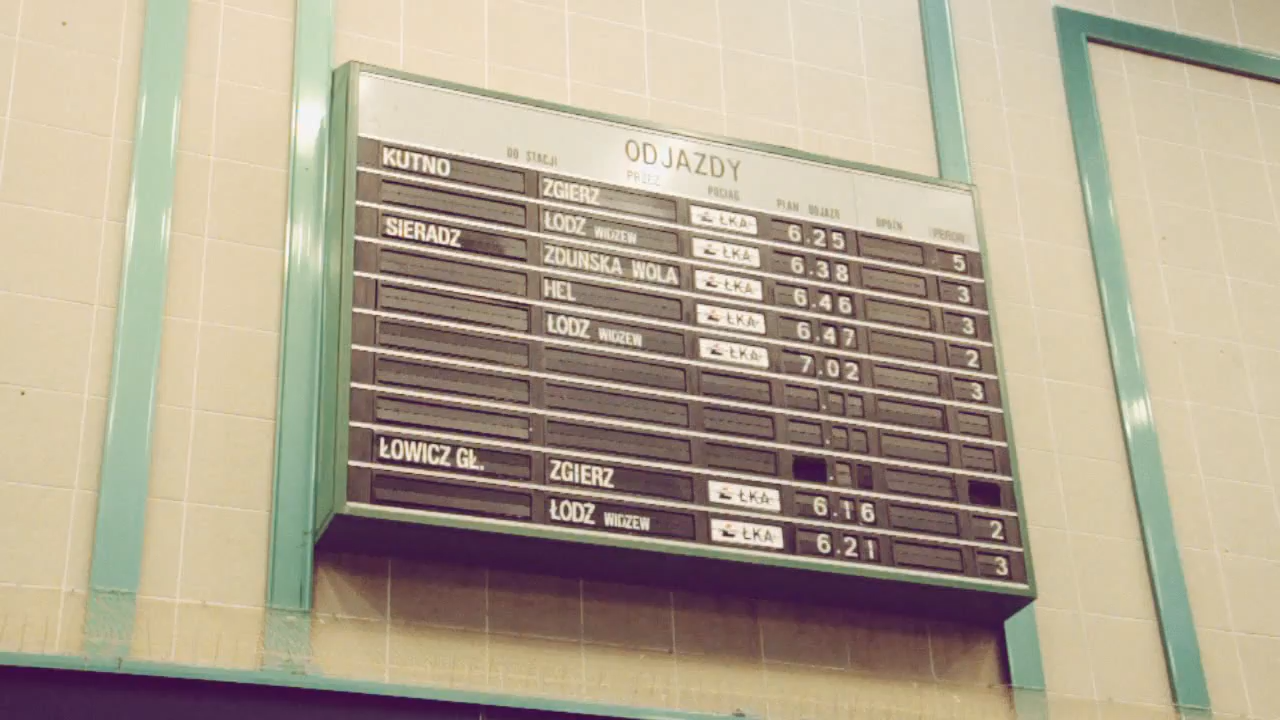 ODJAZDY
DO STACJI PRZEZ POCIĄG PLAN ODJAZD OPÓŹN PERON
KUTNO ZGIERZ ŁKA 6.25 5
ŁODZ WIDZEW ŁKA 6.38 3
SIERADZ ZDUŃSKA WOLA ŁKA 6.46 3
HEL ŁKA 6.47 2
ŁODZ WIDZEW ŁKA 7.02 3
ŁOWICZ GŁ. ZGIERZ ŁKA 6.16 2
ŁODZ WIDZEW ŁKA 6.21 3